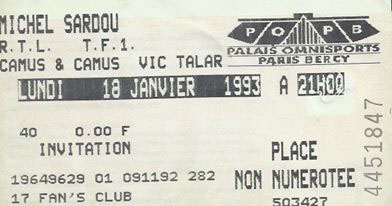 MICHEL SARDOU
R.T.L. T.F.1.
CAMUS & CAMUS VIC TALAR
POPB
PALAIS OMNISPORTS
PARIS BERCY
LUNDI 18 JANVIER 1993 A 21H00
40 0.00 F
INVITATION
PLACE
19649629 01 091192 282 NON NUMEROTEE
17 FAN'S CLUB 503427
4451847